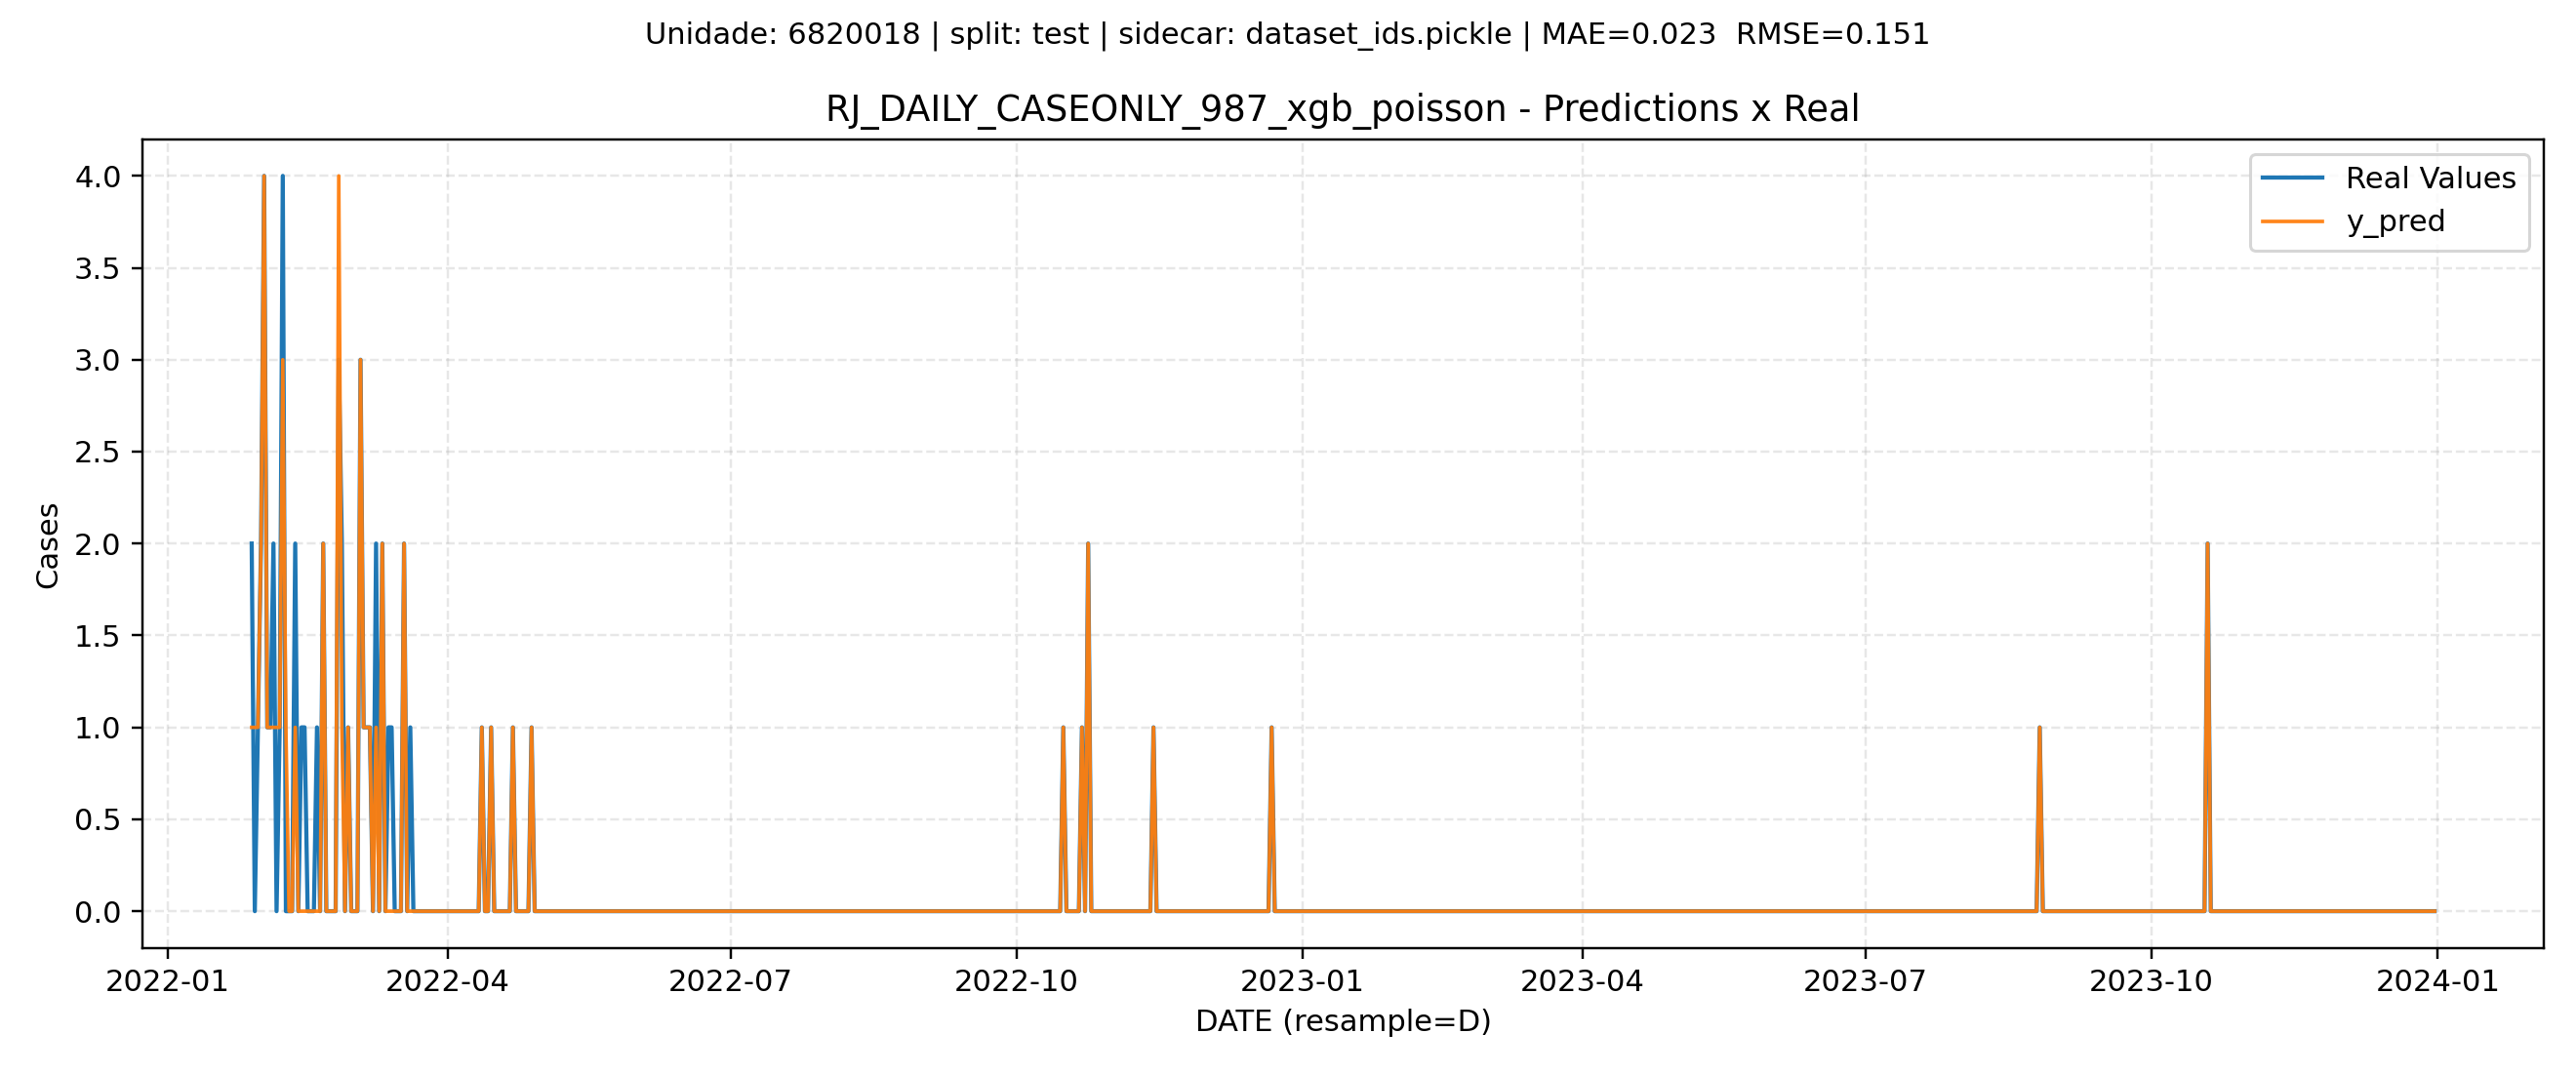 Unidade: 6820018 | split: test | sidecar: dataset_ids.pickle | MAE=0.023  RMSE=0.151
RJ_DAILY_CASEONLY_987_xgb_poisson - Predictions x Real
Real Values
y_pred
Cases
4.0
3.5
3.0
2.5
2.0
1.5
1.0
0.5
0.0
2022-01 2022-04 2022-07 2022-10 2023-01 2023-04 2023-07 2023-10 2024-01
DATE (resample=D)